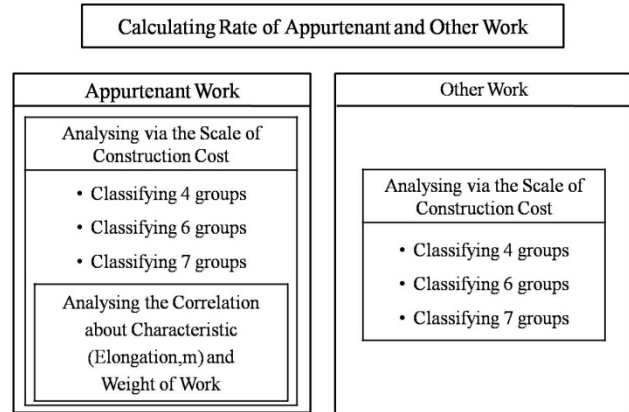 Calculating Rate of Appurtenant and Other Work
Appurtenant Work
Analysing via the Scale of
Construction Cost
• Classifying 4 groups
• Classifying 6 groups
• Classifying 7 groups
Analysing the Correlation
about Characteristic
(Elongation,m) and
Weight of Work
Other Work
Analysing via the Scale of
Construction Cost
• Classifying 4 groups
• Classifying 6 groups
• Classifying 7 groups